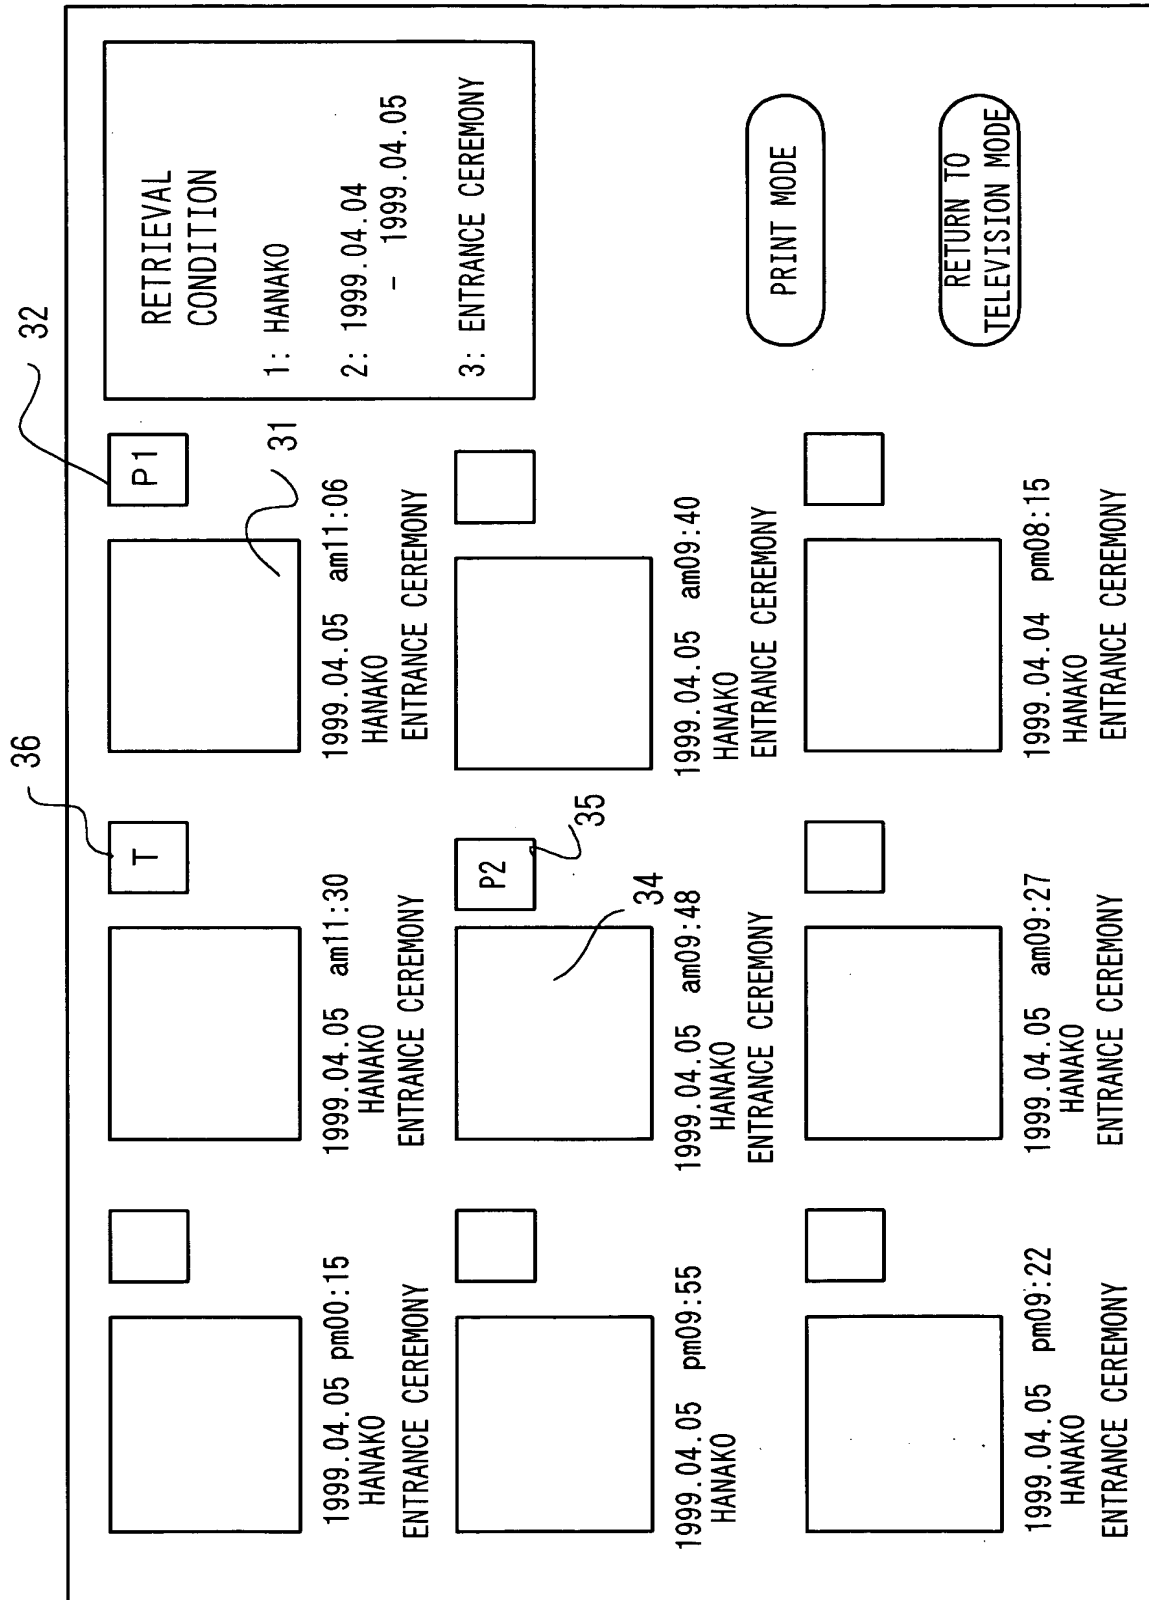 36
32
T
P1
RETRIEVAL
CONDITION
1: HANAKO
2: 1999.04.04
- 1999.04.05
3: ENTRANCE CEREMONY
31
1999.04.05 pm00:15
HANAKO
ENTRANCE CEREMONY
1999.04.05 am11:30
HANAKO
ENTRANCE CEREMONY
1999.04.05 am11:06
HANAKO
ENTRANCE CEREMONY
P2
35
34
1999.04.05 pm09:55
HANAKO
1999.04.05 am09:48
HANAKO
ENTRANCE CEREMONY
1999.04.05 am09:40
HANAKO
ENTRANCE CEREMONY
PRINT MODE
1999.04.05 pm09:22
HANAKO
ENTRANCE CEREMONY
1999.04.05 am09:27
HANAKO
ENTRANCE CEREMONY
1999.04.04 pm08:15
HANAKO
ENTRANCE CEREMONY
RETURN TO
TELEVISION MODE